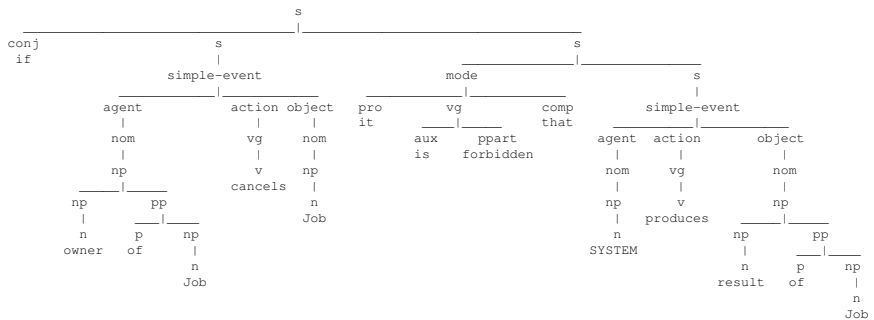 s
conj s s
if
simple-event mode s
agent action object pro vg comp simple-event
it that
nom vg nom aux ppart agent action object
is forbidden
np v np nom vg nom
cancels
np pp n np v np
Job produces
n p np n np pp
owner of SYSTEM
n n p np
Job result of
n
Job